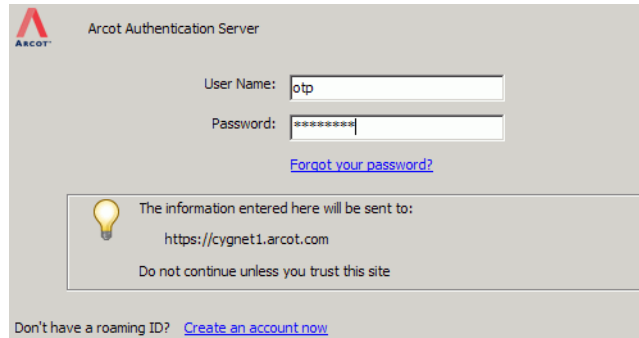 ARCOT™
Arcot Authentication Server
User Name: otp
Password: ********
Forgot your password?
The information entered here will be sent to:
https://cygnet1.arcot.com
Do not continue unless you trust this site
Don't have a roaming ID? Create an account now